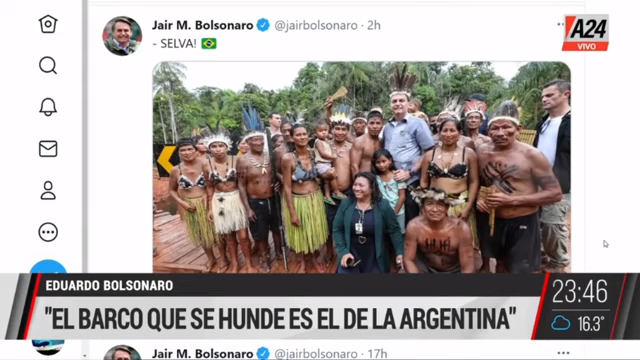 Jair M. Bolsonaro @jairbolsonaro · 2h
- SELVA!
A24
VIVO
EDUARDO BOLSONARO
"EL BARCO QUE SE HUNDE ES EL DE LA ARGENTINA"
23:46
16.3°
Jair M. Bolsonaro @jairbolsonaro · 17h